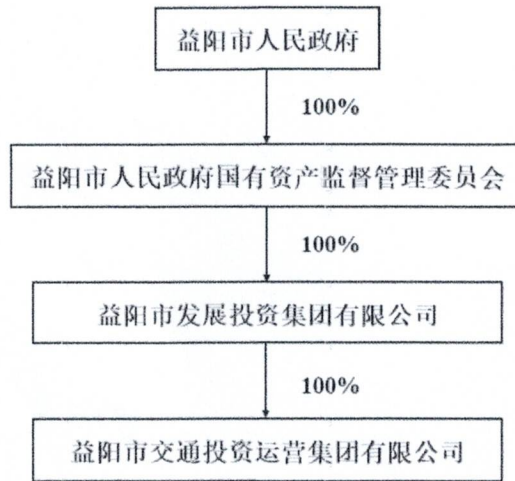 益阳市人民政府
100%
益阳市人民政府国有资产监督管理委员会
100%
益阳市发展投资集团有限公司
100%
益阳市交通投资运营集团有限公司